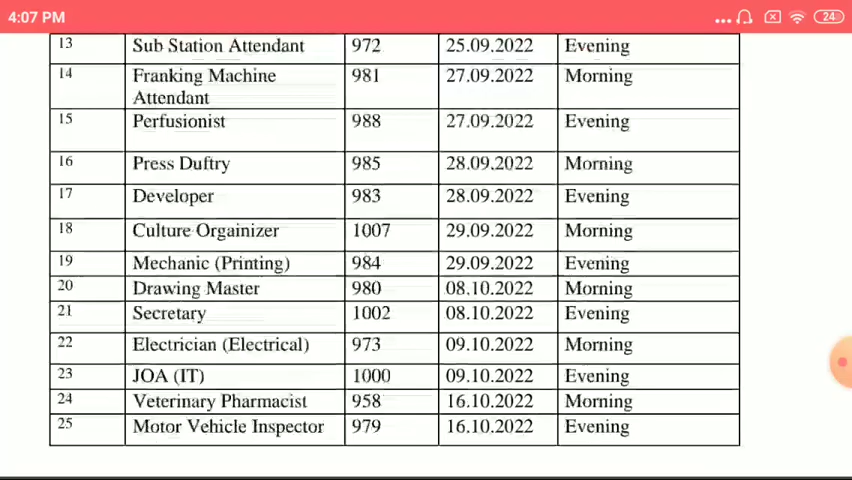 4:07 PM
24
13 Sub Station Attendant 972 25.09.2022 Evening
14 Franking Machine 981 27.09.2022 Morning
Attendant
15 Perfusionist 988 27.09.2022 Evening
16 Press Duftry 985 28.09.2022 Morning
17 Developer 983 28.09.2022 Evening
18 Culture Orgainizer 1007 29.09.2022 Morning
19 Mechanic (Printing) 984 29.09.2022 Evening
20 Drawing Master 980 08.10.2022 Morning
21 Secretary 1002 08.10.2022 Evening
22 Electrician (Electrical) 973 09.10.2022 Morning
23 JOA (IT) 1000 09.10.2022 Evening
24 Veterinary Pharmacist 958 16.10.2022 Morning
25 Motor Vehicle Inspector 979 16.10.2022 Evening